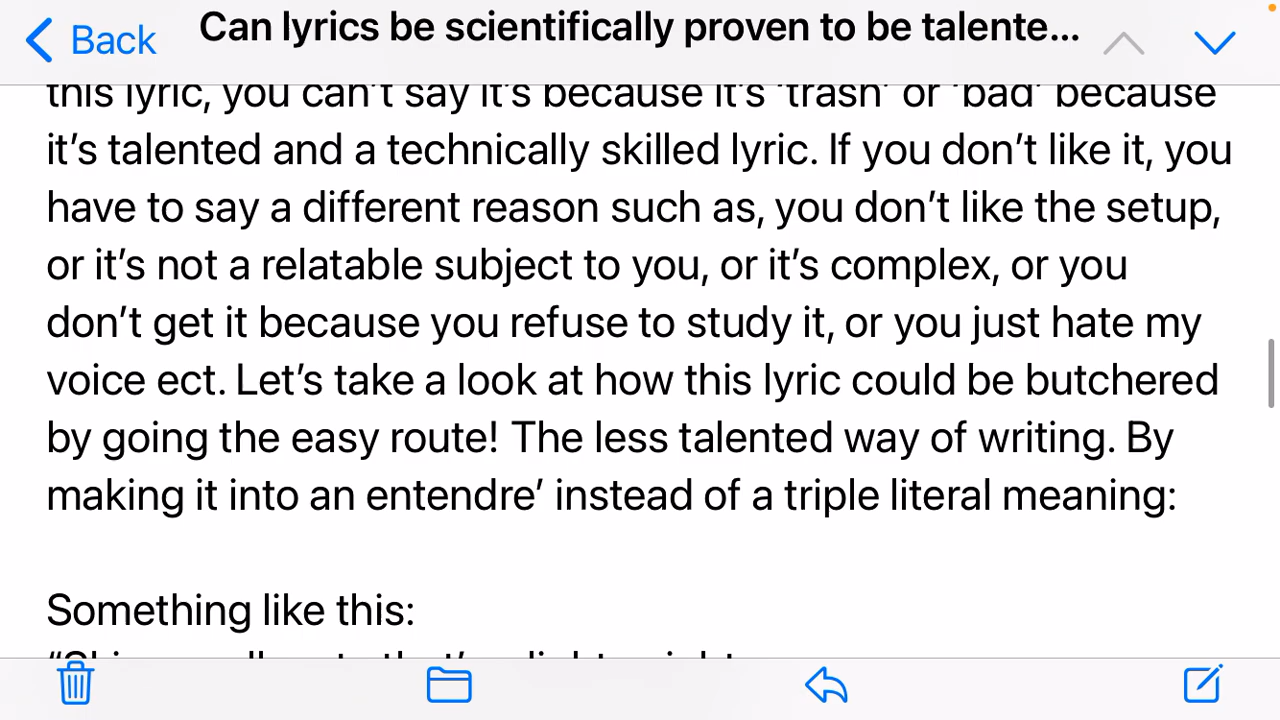 Back
Can lyrics be scientifically proven to be talente...
this lyric, you can't say it's because it's 'trash' or 'bad' because
it's talented and a technically skilled lyric. If you don't like it, you
have to say a different reason such as, you don't like the setup,
or it's not a relatable subject to you, or it's complex, or you
don't get it because you refuse to study it, or you just hate my
voice ect. Let's take a look at how this lyric could be butchered
by going the easy route! The less talented way of writing. By
making it into an entendre' instead of a triple literal meaning:
Something like this: